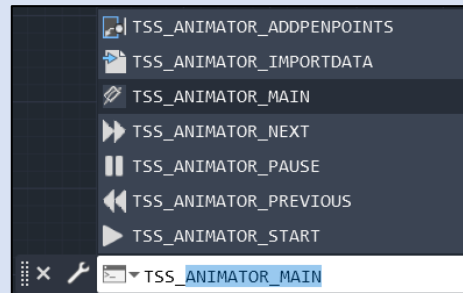 TSS_ANIMATOR_ADDPENPOINTS
TSS_ANIMATOR_IMPORTDATA
TSS_ANIMATOR_MAIN
TSS_ANIMATOR_NEXT
TSS_ANIMATOR_PAUSE
TSS_ANIMATOR_PREVIOUS
TSS_ANIMATOR_START
TSS_ANIMATOR_MAIN